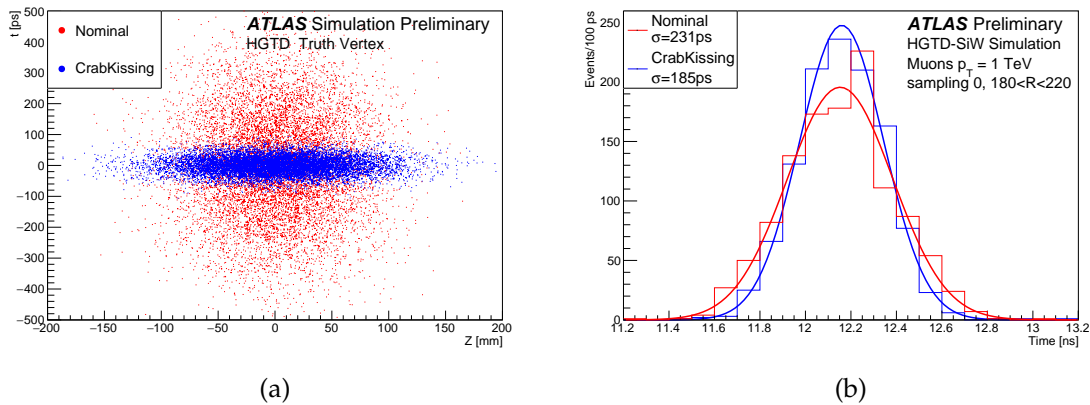 t [ps]
500
400
300
200
100
0
−100
−200
−300
−400
−500
−200 −150 −100 −50 0 50 100 150 200
Z [mm]
Nominal
CrabKissing
ATLAS Simulation Preliminary
HGTD Truth Vertex
(a)
Events/100 ps
250
200
150
100
50
0
11.2 11.4 11.6 11.8 12 12.2 12.4 12.6 12.8 13 13.2
Time [ns]
Nominal
σ=231ps
CrabKissing
σ=185ps
ATLAS Preliminary
HGTD-SiW Simulation
Muons pT = 1 TeV
sampling 0, 180<R<220
(b)